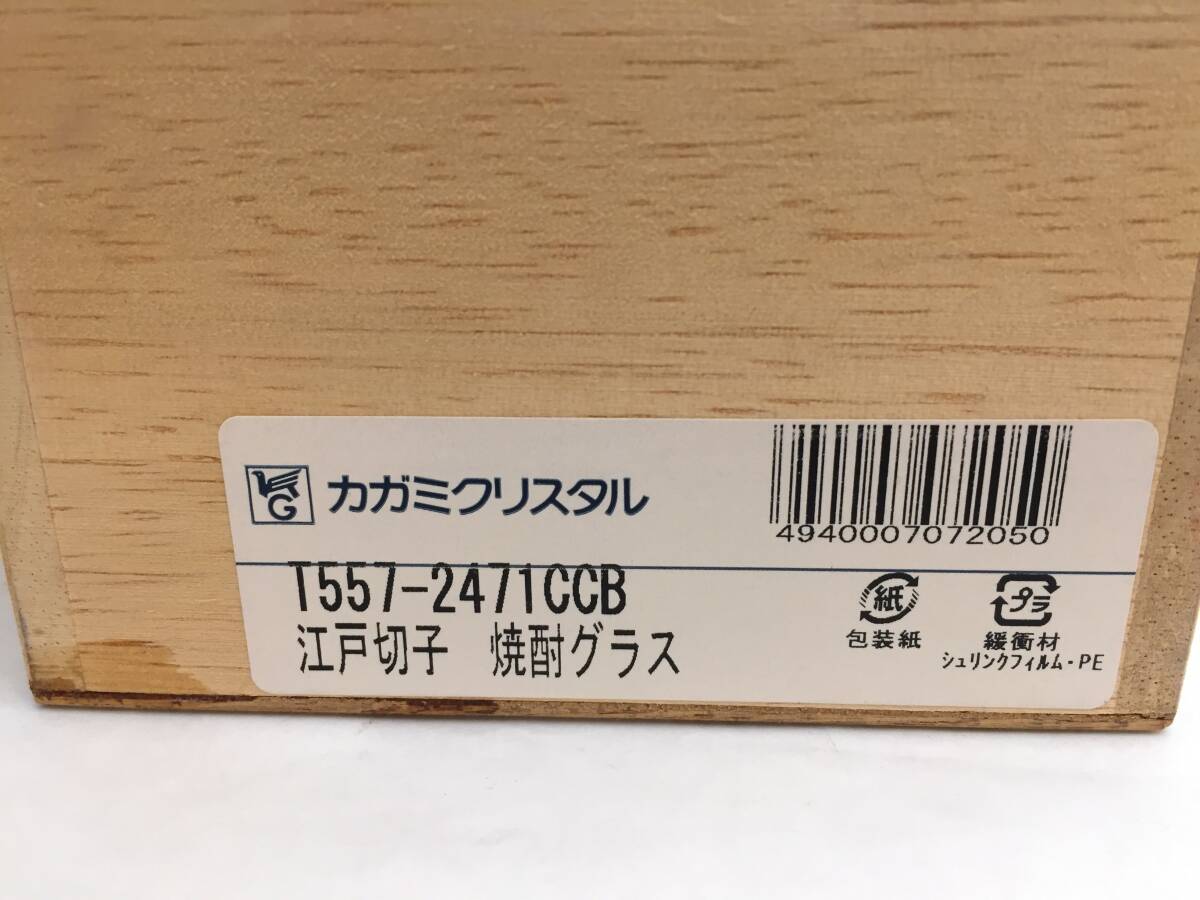 G カガミクリスタル
4940007072050
T557-2471CCB
江戸切子 焼酎グラス
紙
包装紙
プラ
緩衝材
シュリンクフィルム・PE